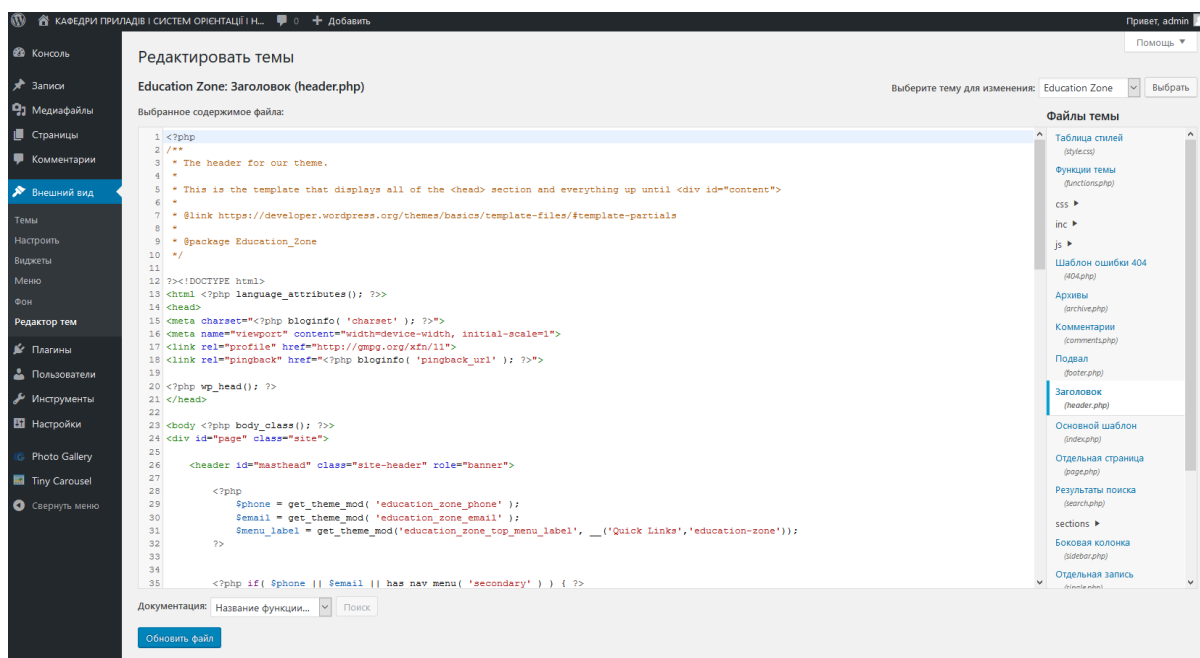 КАФЕДРИ ПРИЛАДІВ І СИСТЕМ ОРІЄНТАЦІЇ І Н... 0 Добавить Привет, admin
Помощь
Консоль
Записи
Медиафайлы
Страницы
Комментарии
Внешний вид
Темы
Настроить
Виджеты
Меню
Фон
Редактор тем
Плагины
Пользователи
Инструменты
Настройки
Photo Gallery
Tiny Carousel
Свернуть меню
Редактировать темы
Education Zone: Заголовок (header.php)
Выберите тему для изменения: Education Zone Выбрать
Выбранное содержимое файла:
1 <?php
2 /**
3 * The header for our theme.
4 *
5 * This is the template that displays all of the <head> section and everything up until <div id="content">
6 *
7 * @link https://developer.wordpress.org/themes/basics/template-files/#template-partials
8 *
9 * @package Education_Zone
10 */
11
12 ?><!DOCTYPE html>
13 <html <?php language_attributes(); ?>>
14 <head>
15 <meta charset="<?php bloginfo( 'charset' ); ?>">
16 <meta name="viewport" content="width=device-width, initial-scale=1">
17 <link rel="profile" href="http://gmpg.org/xfn/11">
18 <link rel="pingback" href="<?php bloginfo( 'pingback_url' ); ?>">
19
20 <?php wp_head(); ?>
21 </head>
22
23 <body <?php body_class(); ?>>
24 <div id="page" class="site">
25
26 <header id="masthead" class="site-header" role="banner">
27
28 <?php
29 $phone = get_theme_mod( 'education_zone_phone' );
30 $email = get_theme_mod( 'education_zone_email' );
31 $menu_label = get_theme_mod('education_zone_top_menu_label', __('Quick Links','education-zone'));
32 ?>
33
34
35 <?php if( $phone || $email || has_nav_menu( 'secondary' ) ) { ?>
Файлы темы
Таблица стилей
(style.css)
Функции темы
(functions.php)
css
inc
js
Шаблон ошибки 404
(404.php)
Архивы
(archive.php)
Комментарии
(comments.php)
Подвал
(footer.php)
Заголовок
(header.php)
Основной шаблон
(index.php)
Отдельная страница
(page.php)
Результаты поиска
(search.php)
sections
Боковая колонка
(sidebar.php)
Отдельная запись
(single.php)
Документация: Название функции... Поиск
Обновить файл